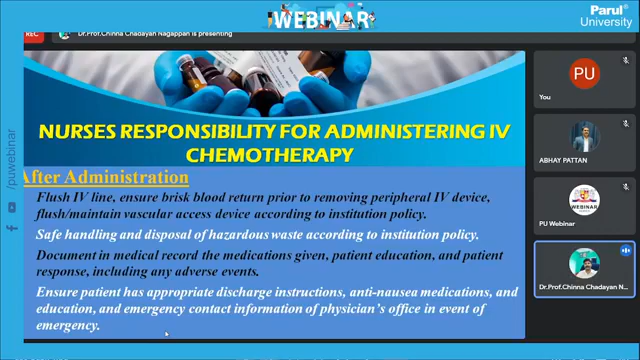 WEBINAR
Parul®
University
REC
Dr.Prof.Chinna Chadayan Nagappan is presenting
/puwebinar
NURSES RESPONSIBILITY FOR ADMINISTERING IV
CHEMOTHERAPY
After Administration
Flush IV line, ensure brisk blood return prior to removing peripheral IV device,
flush/maintain vascular access device according to institution policy.
Safe handling and disposal of hazardous waste according to institution policy.
Document in medical record the medications given, patient education, and patient
response, including any adverse events.
Ensure patient has appropriate discharge instructions, anti-nausea medications, and
education, and emergency contact information of physician's office in event of
emergency.
PU
You
ABHAY PATTAN
WEBINAR
PU Webinar
Dr.Prof.Chinna Chadayan N...